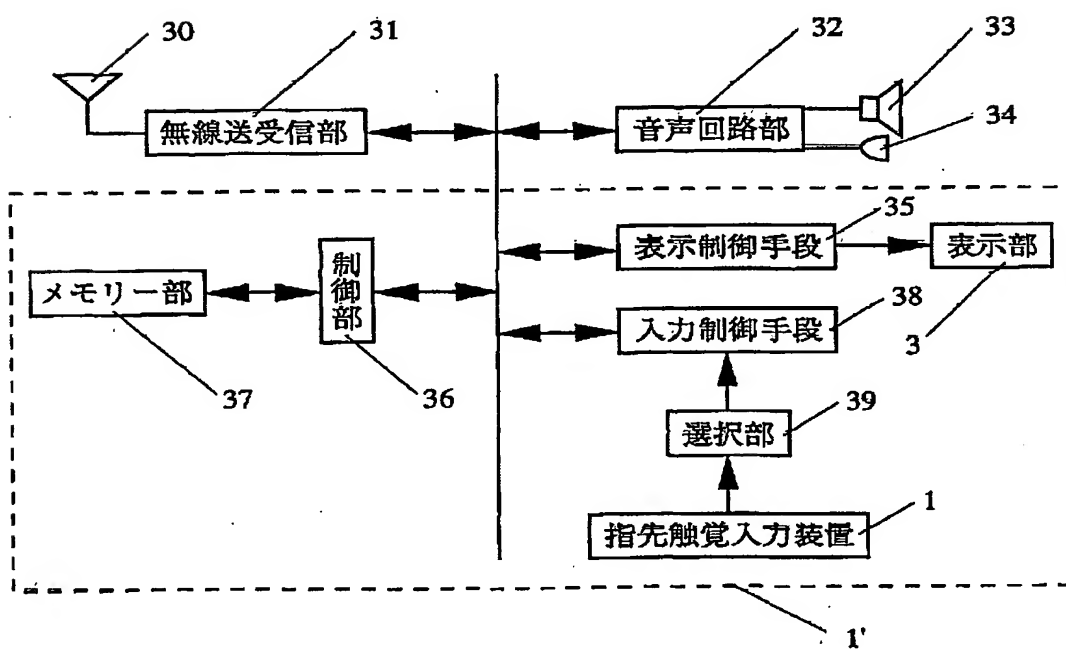 30
31
32
33
無線送受信部
音声回路部
34
35
表示制御手段
表示部
制御部
メモリー部
38
入力制御手段
3
37
36
39
選択部
1
指先触覚入力装置
1'